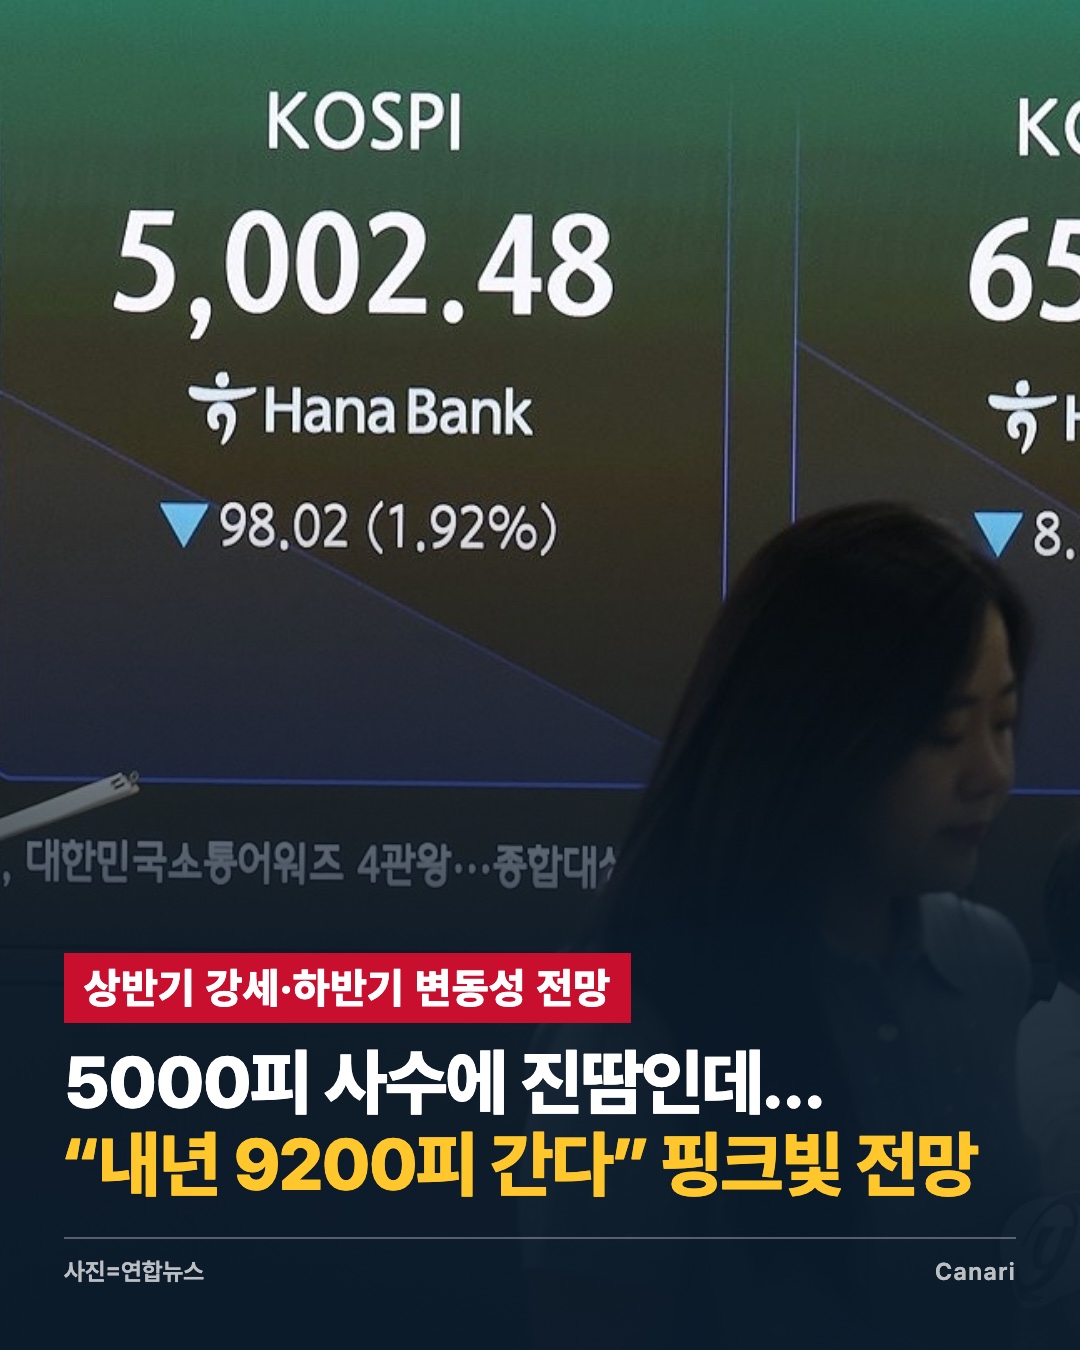 KOSPI
5,002.48
Hana Bank
▼98.02 (1.92%)
▼8.
대한민국소통어워즈 4관왕…종합대상
상반기 강세·하반기 변동성 전망
5000피 사수에 진땀인데...
“내년 9200피 간다” 핑크빛 전망
사진=연합뉴스
Canari